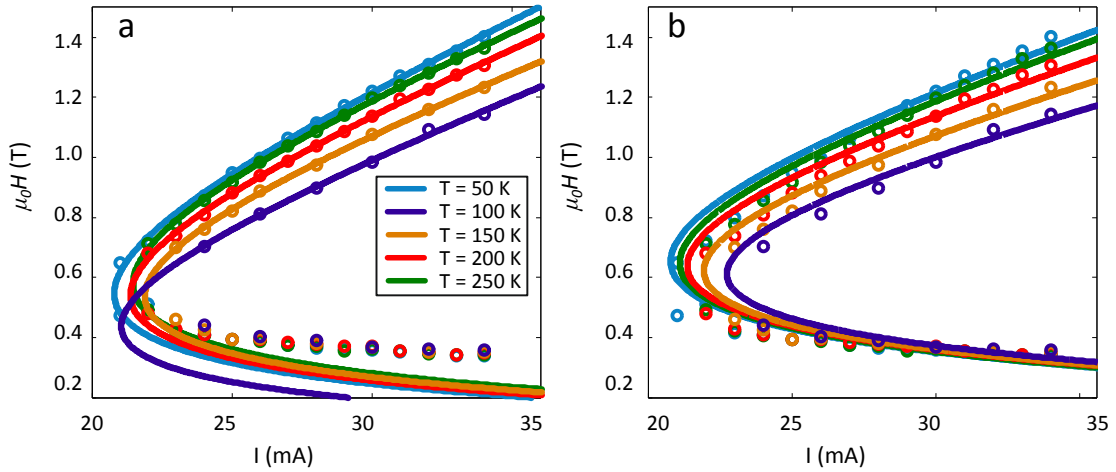 a
b
1.4
1.2
1.0
0.8
0.6
0.4
0.2
μ₀H (T)
20
25
30
35
I (mA)
T = 50 K
T = 100 K
T = 150 K
T = 200 K
T = 250 K
1.4
1.2
1.0
0.8
0.6
0.4
0.2
μ₀H (T)
20
25
30
35
I (mA)